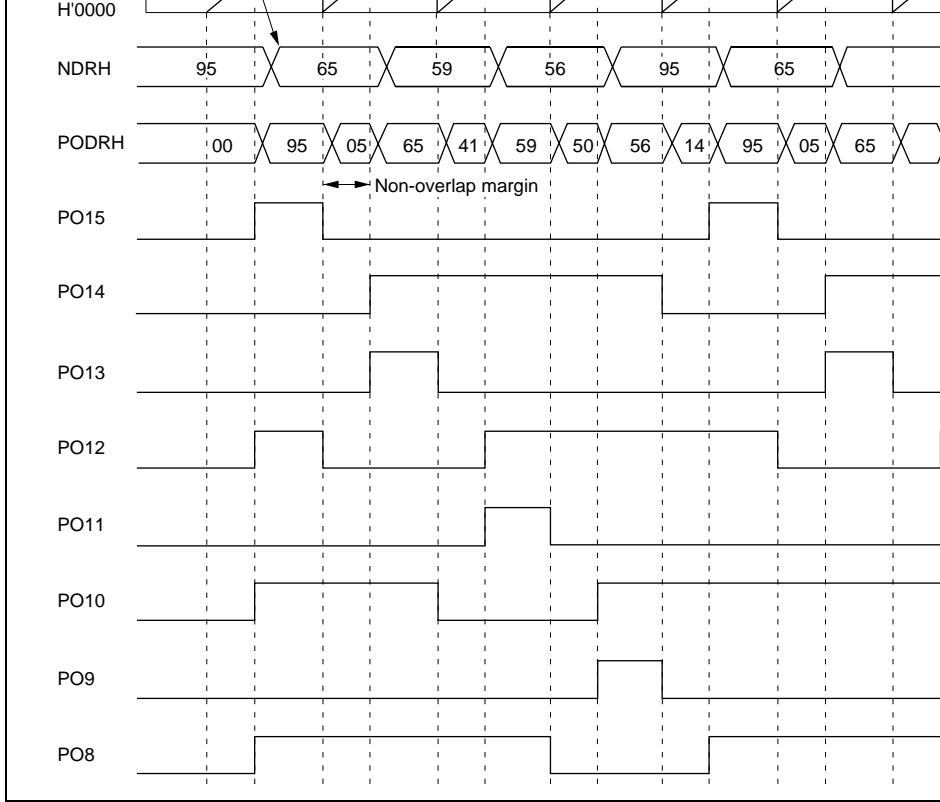 H'0000
NDRH 95 65 59 56 95 65
PODRH 00 95 05 65 41 59 50 56 14 95 05 65
Non-overlap margin
PO15
PO14
PO13
PO12
PO11
PO10
PO9
PO8